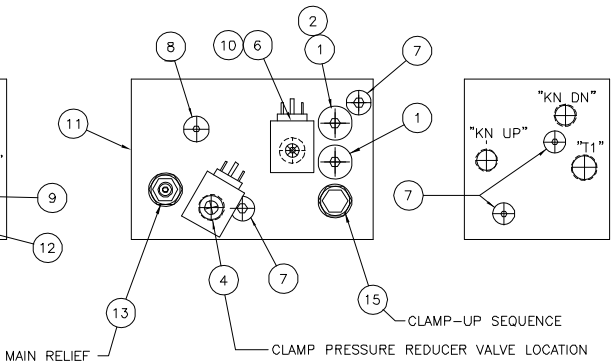 2
8
10
6
1
7
"KN DN"
11
"KN UP"
"T1"
1
9
7
12
4
7
13
15
CLAMP-UP SEQUENCE
MAIN RELIEF
CLAMP PRESSURE REDUCER VALVE LOCATION